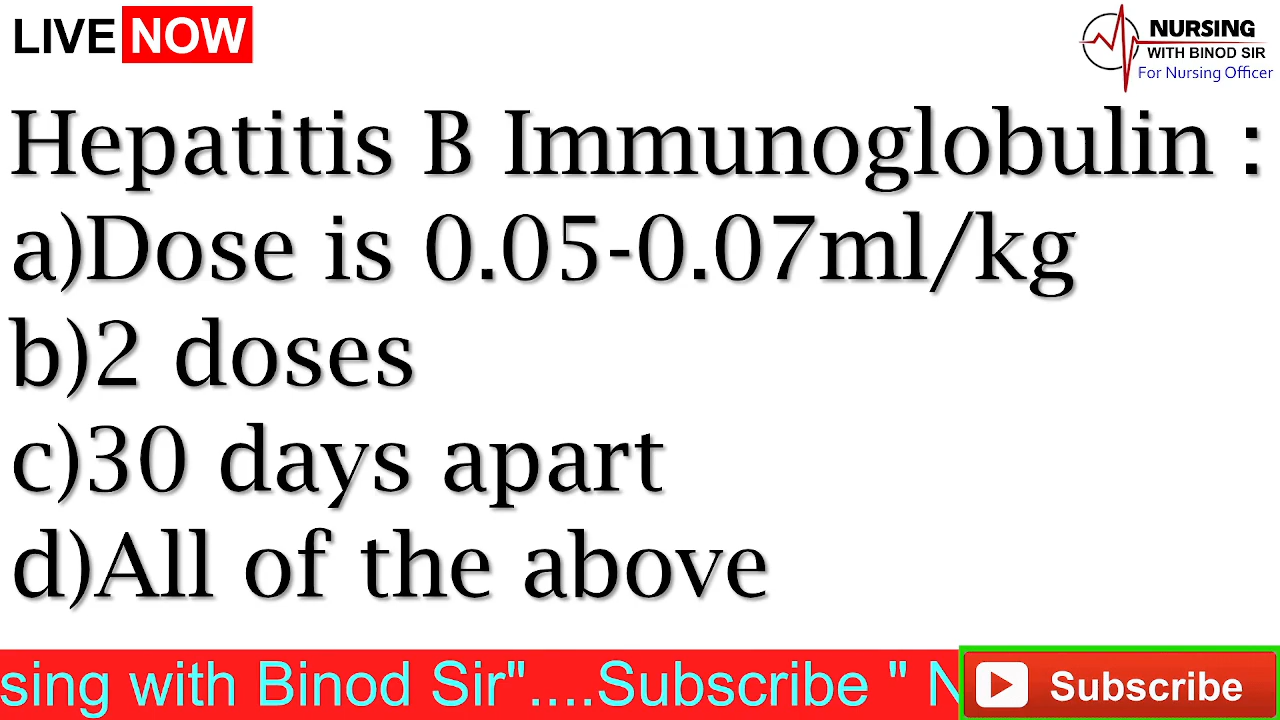 LIVE NOW
NURSING
WITH BINOD SIR
For Nursing Officer
Hepatitis B Immunoglobulin :
a)Dose is 0.05-0.07ml/kg
b)2 doses
c)30 days apart
d)All of the above
sing with Binod Sir"....Subscribe " N
Subscribe